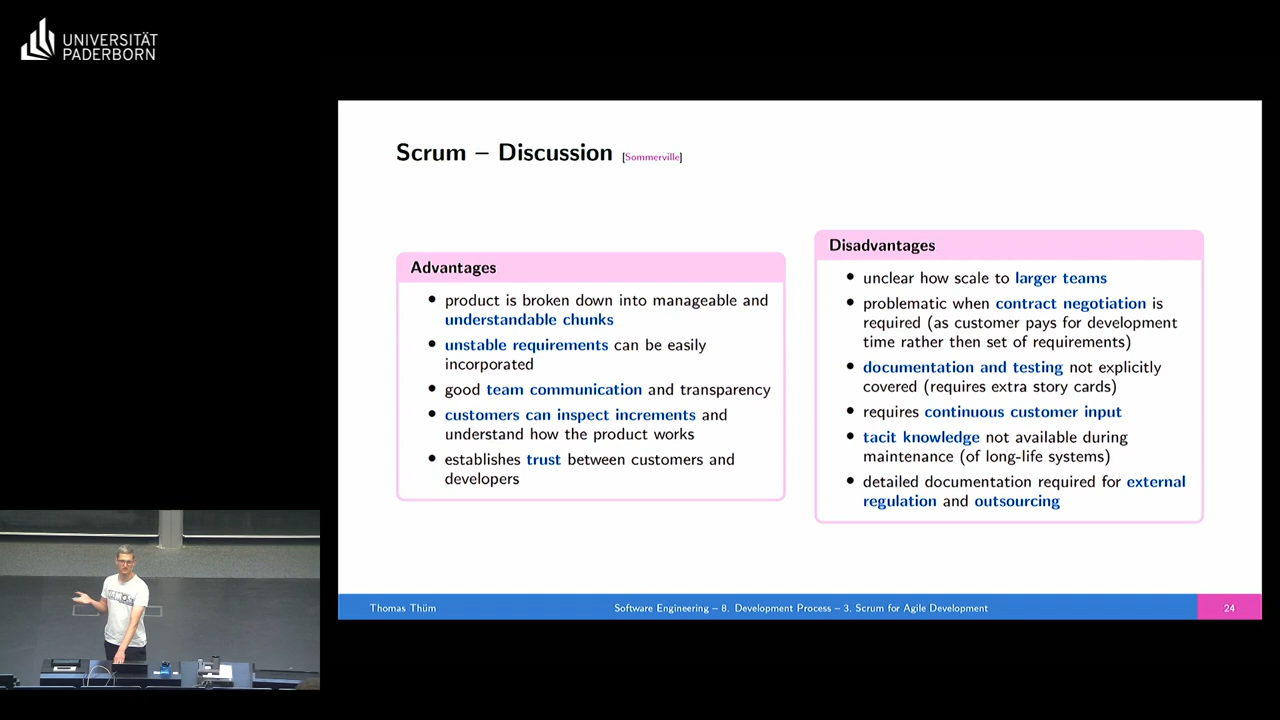 UNIVERSITÄT
PADERBORN
Scrum – Discussion [Sommerville]
Advantages
• product is broken down into manageable and
understandable chunks
• unstable requirements can be easily
incorporated
• good team communication and transparency
• customers can inspect increments and
understand how the product works
• establishes trust between customers and
developers
Disadvantages
• unclear how scale to larger teams
• problematic when contract negotiation is
required (as customer pays for development
time rather then set of requirements)
• documentation and testing not explicitly
covered (requires extra story cards)
• requires continuous customer input
• tacit knowledge not available during
maintenance (of long-life systems)
• detailed documentation required for external
regulation and outsourcing
Thomas Thüm
Software Engineering – 8. Development Process – 3. Scrum for Agile Development
24